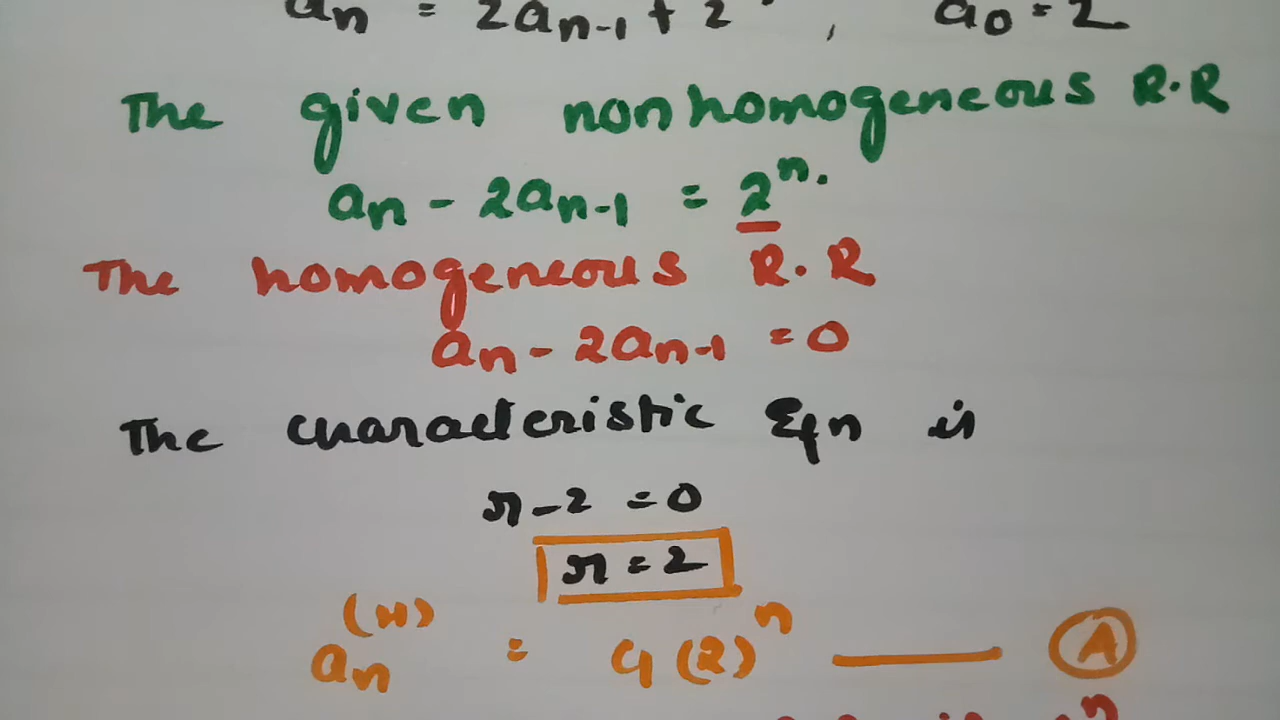 an = 2an-1 + 2 , a0 = 2
The given nonhomogeneous R.R
an - 2an-1 = 2^n.
The homogeneous R.R
an - 2an-1 = 0
The characteristic Eqn is
r - 2 = 0
r = 2
an^(H) = C1 (2)^n ——— (A)